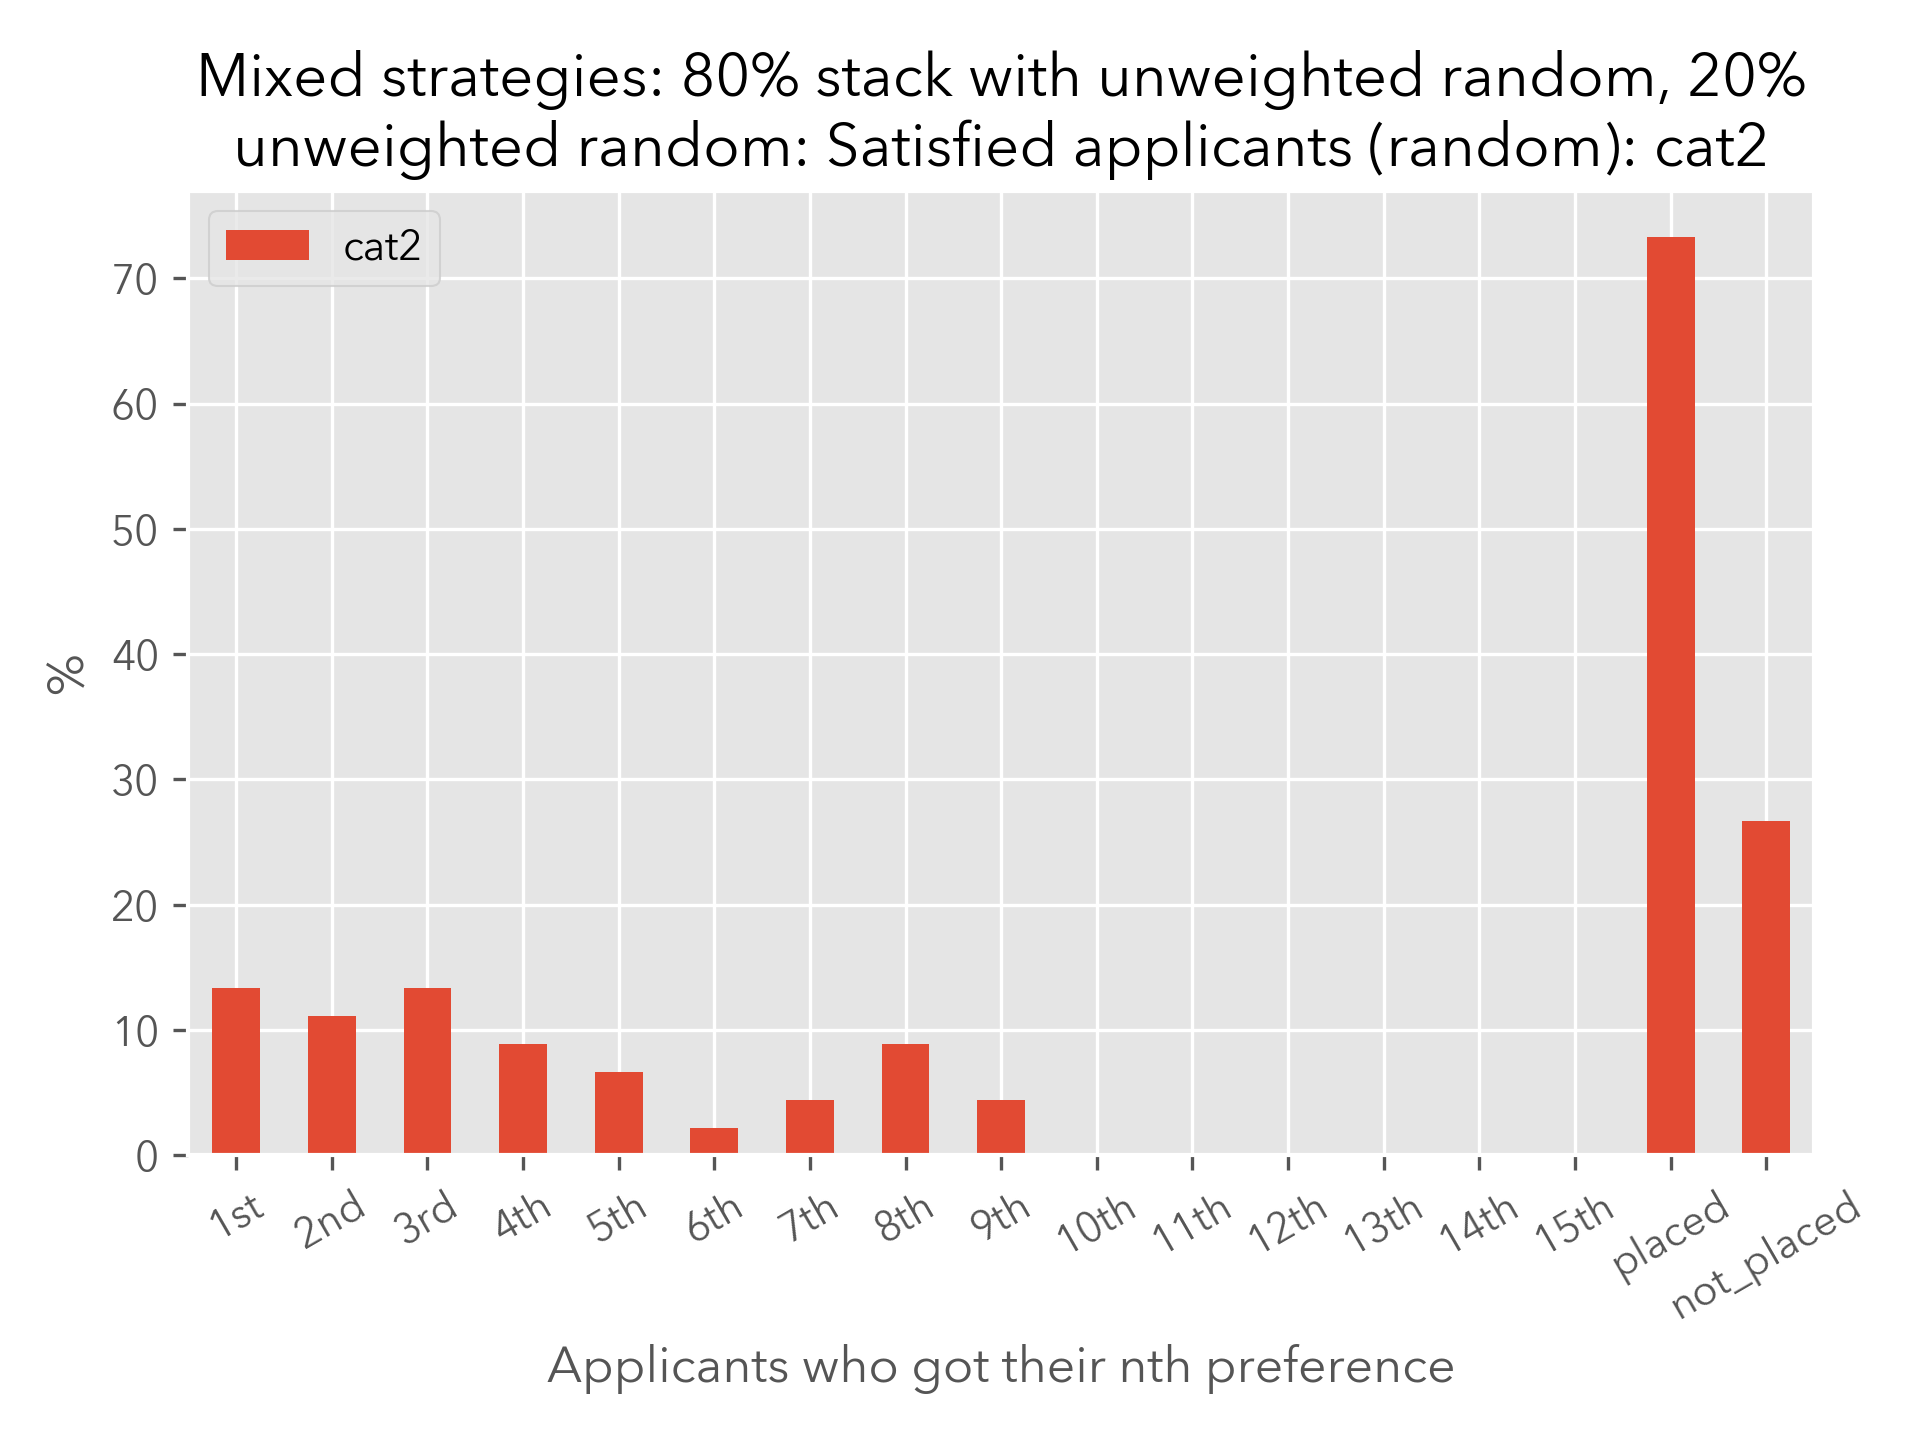 Mixed strategies: 80% stack with unweighted random, 20%
unweighted random: Satisfied applicants (random): cat2
cat2
70
60
50
40
30
20
10
0
%
1st
2nd
3rd
4th
5th
6th
7th
8th
9th
10th
11th
12th
13th
14th
15th
placed
not_placed
Applicants who got their nth preference